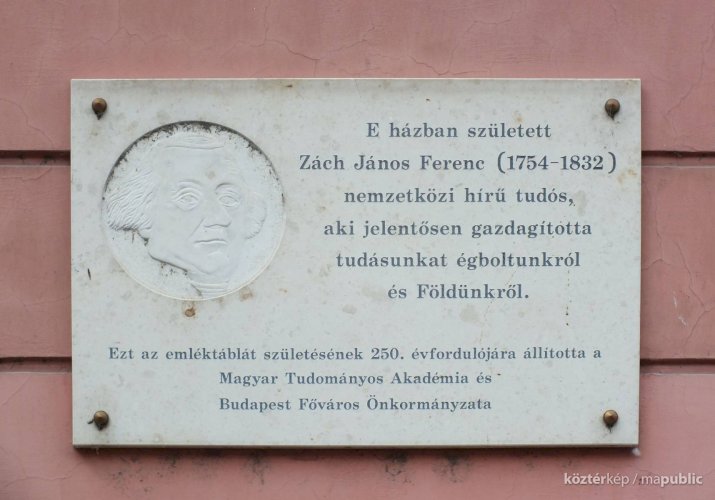 E házban született
Zách János Ferenc (1754-1832)
nemzetközi hírű tudós,
aki jelentősen gazdagította
tudásunkat égboltunkról
és Földünkről.
Ezt az emléktáblát születésének 250. évfordulójára állította a
Magyar Tudományos Akadémia és
Budapest Főváros Önkormányzata
köztérkép / mapublic